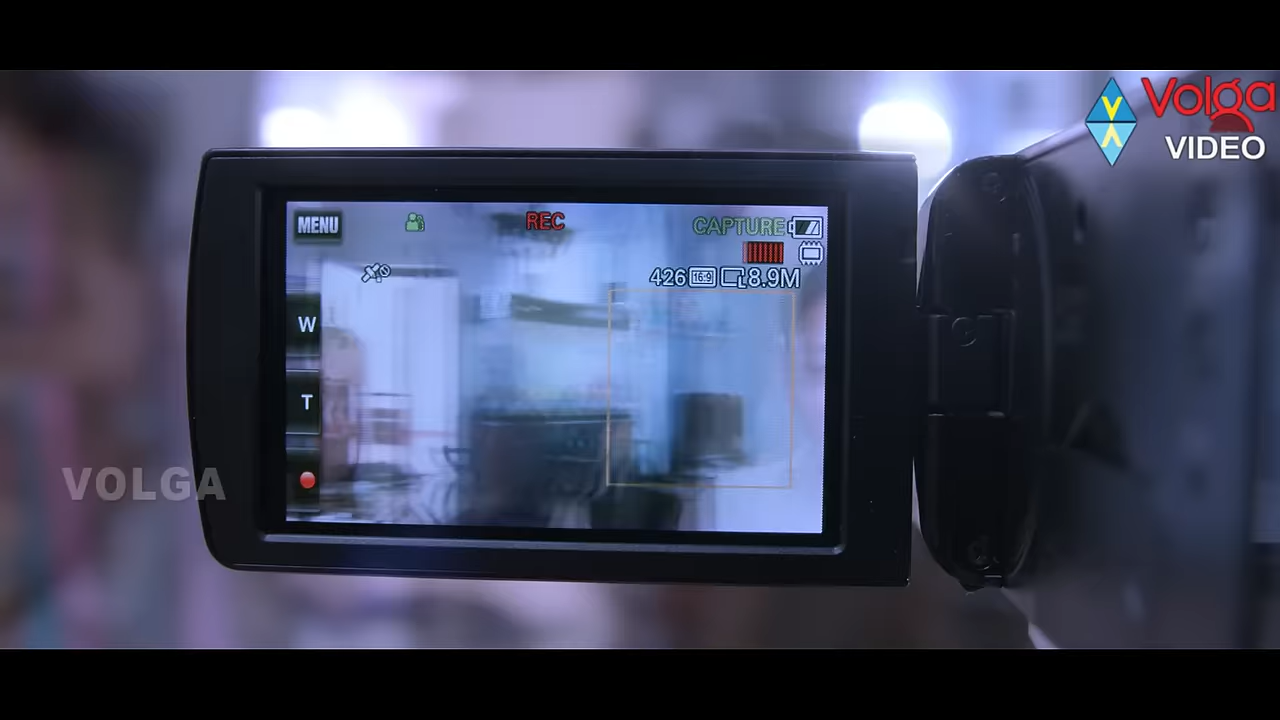 Volga
VIDEO
MENU
REC
CAPTURE
426 16:9 L 8.9M
W
T
VOLGA